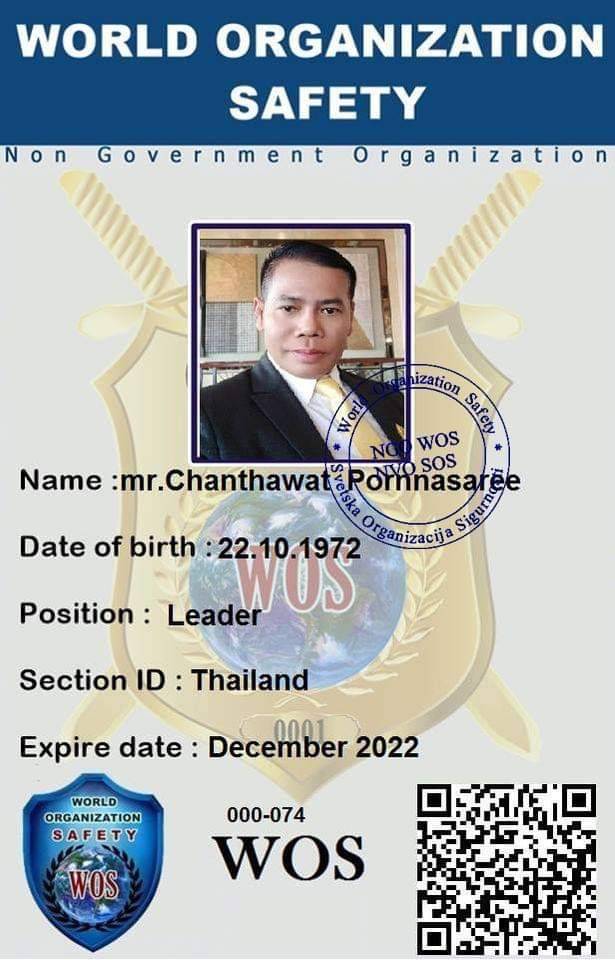 WORLD ORGANIZATION
SAFETY
Non Government Organization
World Organization Safety
NGO WOS
NVO SOS
Svetska Organizacija Sigurnosti
Name :mr.Chanthawat Pornnasaree
Date of birth : 22.10.1972
WOS
Position : Leader
Section ID : Thailand
0001
Expire date : December 2022
WORLD
ORGANIZATION
SAFETY
WOS
000-074
WOS